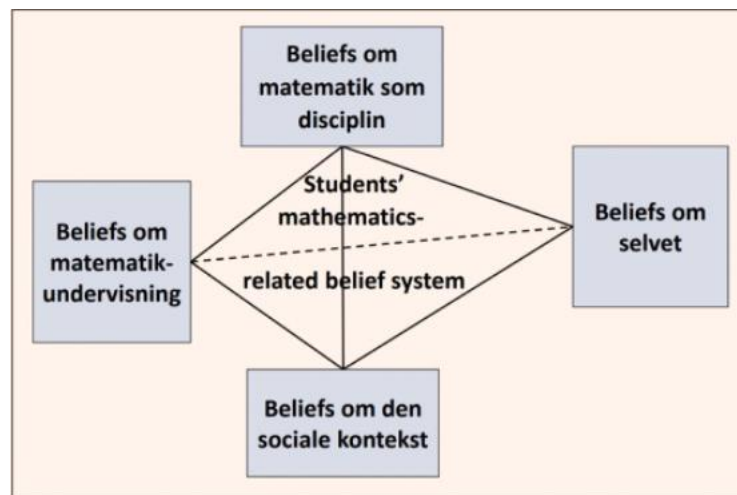 Beliefs om
matematik som
disciplin
Students’
mathematics-
related belief system
Beliefs om
matematik-
undervisning
Beliefs om
selvet
Beliefs om den
sociale kontekst